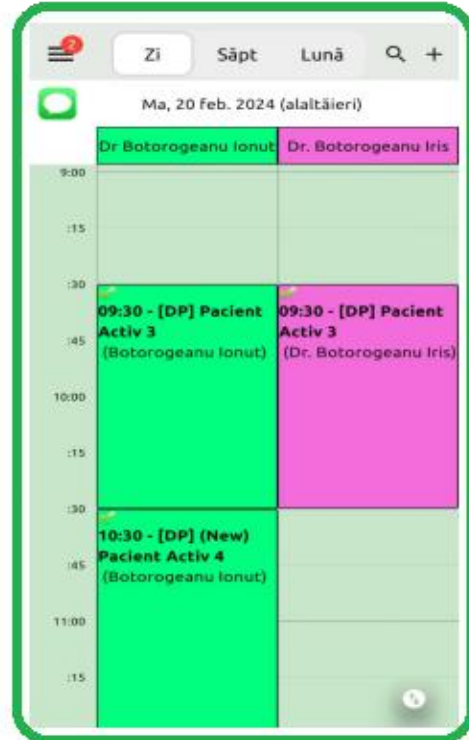 2
Zi Săpt Lună
Ma, 20 feb. 2024 (alaltăieri)
Dr Botorogeanu Ionut Dr. Botorogeanu Iris
9:00
:15
:30
09:30 - [DP] Pacient
Activ 3
(Botorogeanu Ionut)
09:30 - [DP] Pacient
Activ 3
(Dr. Botorogeanu Iris)
:45
10:00
:15
:30
10:30 - [DP] (New)
Pacient Activ 4
(Botorogeanu Ionut)
:45
11:00
:15